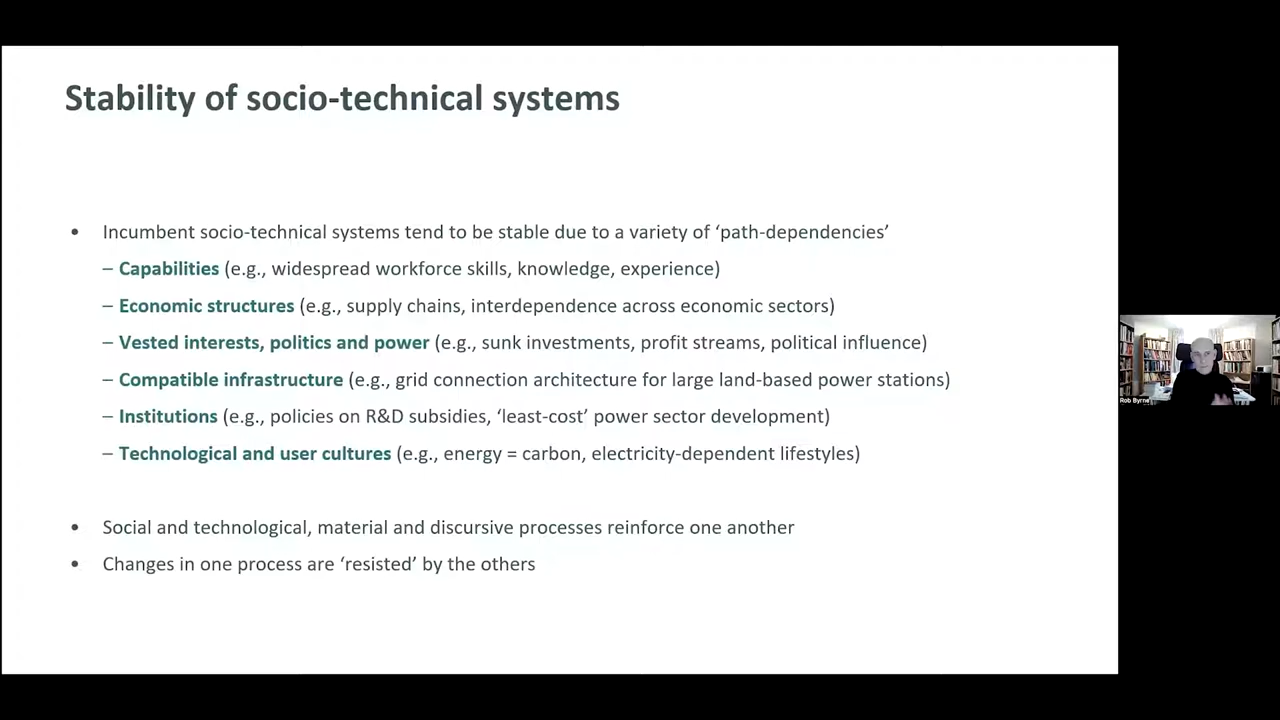 Stability of socio-technical systems
• Incumbent socio-technical systems tend to be stable due to a variety of ‘path-dependencies’
– Capabilities (e.g., widespread workforce skills, knowledge, experience)
– Economic structures (e.g., supply chains, interdependence across economic sectors)
– Vested interests, politics and power (e.g., sunk investments, profit streams, political influence)
– Compatible infrastructure (e.g., grid connection architecture for large land-based power stations)
– Institutions (e.g., policies on R&D subsidies, ‘least-cost’ power sector development)
– Technological and user cultures (e.g., energy = carbon, electricity-dependent lifestyles)
• Social and technological, material and discursive processes reinforce one another
• Changes in one process are ‘resisted’ by the others
Rob Byrne